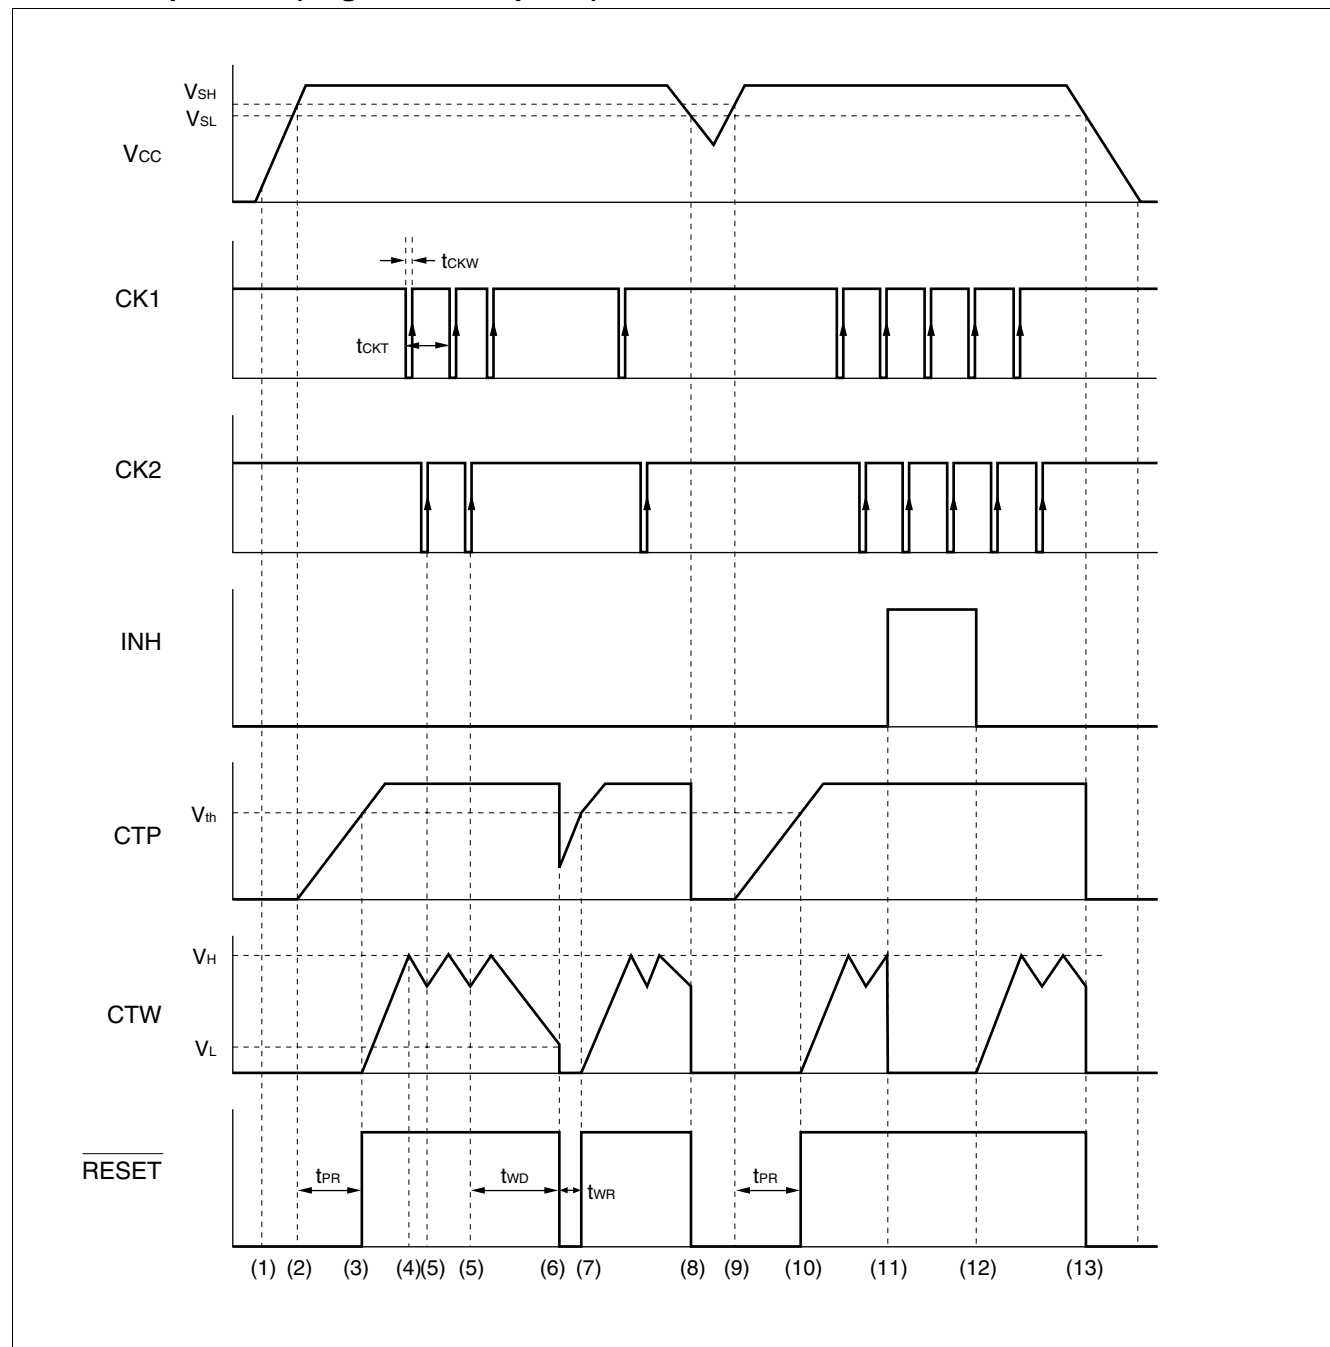 VSH
VSL
VCC
tCKW
CK1
tCKT
CK2
INH
Vth
CTP
VH
CTW
VL
RESET
tPR
tWD
tWR
tPR
(1) (2) (3) (4)(5) (5) (6) (7) (8) (9) (10) (11) (12) (13)